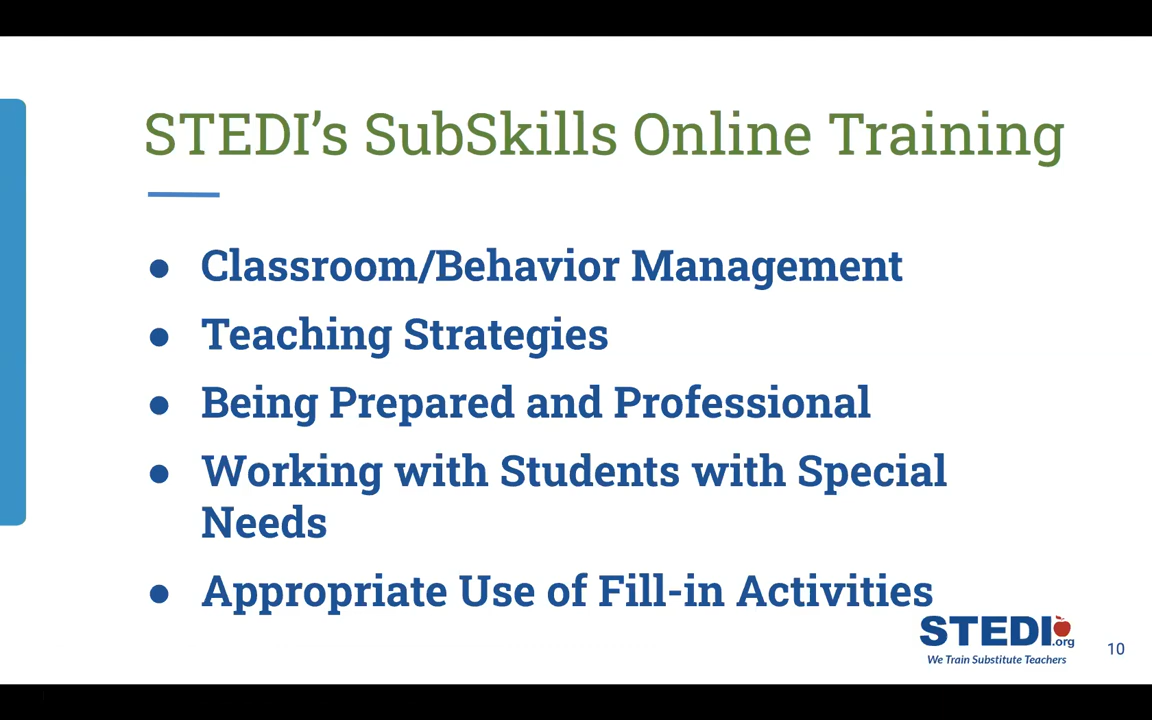 STEDI's SubSkills Online Training
● Classroom/Behavior Management
● Teaching Strategies
● Being Prepared and Professional
● Working with Students with Special
Needs
● Appropriate Use of Fill-in Activities
STEDI.org
We Train Substitute Teachers
10